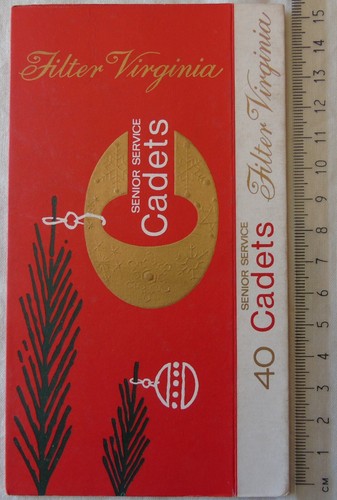 Filter Virginia
SENIOR SERVICE
Cadets
40
SENIOR SERVICE
Cadets
Filter Virginia
CM 1 2 3 4 5 6 7 8 9 10 11 12 13 14 15